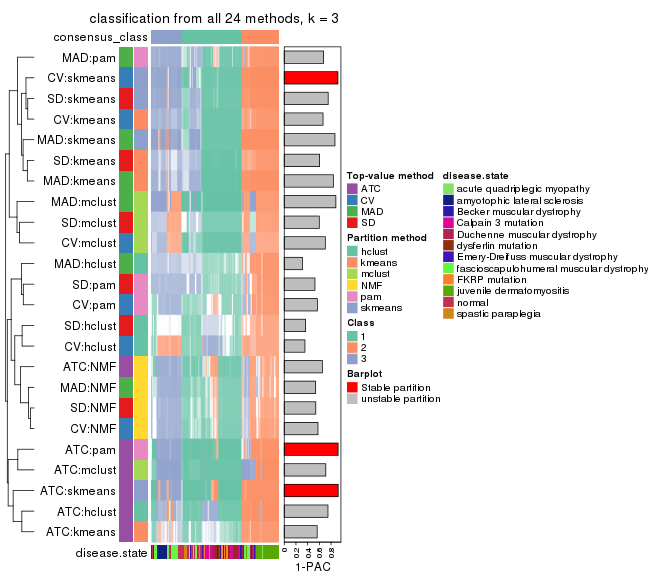 classification from all 24 methods, k = 3
consensus_class
MAD:pam
CV:skmeans
SD:skmeans
CV:kmeans
MAD:skmeans
SD:kmeans
MAD:kmeans
MAD:mclust
SD:mclust
CV:mclust
MAD:hclust
SD:pam
CV:pam
SD:hclust
CV:hclust
ATC:NMF
MAD:NMF
SD:NMF
CV:NMF
ATC:pam
ATC:mclust
ATC:skmeans
ATC:hclust
ATC:kmeans
disease.state
0 0.2 0.4 0.6 0.8
1-PAC
Top-value method
ATC
CV
MAD
SD
Partition method
hclust
kmeans
mclust
NMF
pam
skmeans
Class
1
2
3
Barplot
Stable partition
unstable partition
disease.state
acute quadriplegic myopathy
amyotophic lateral sclerosis
Becker muscular dystrophy
Calpain 3 mutation
Duchenne muscular dystrophy
dysferlin mutation
Emery-Dreifuss muscular dystrophy
fascioscapulohumeral muscular dystrophy
FKRP mutation
juvenile dermatomyositis
normal
spastic paraplegia